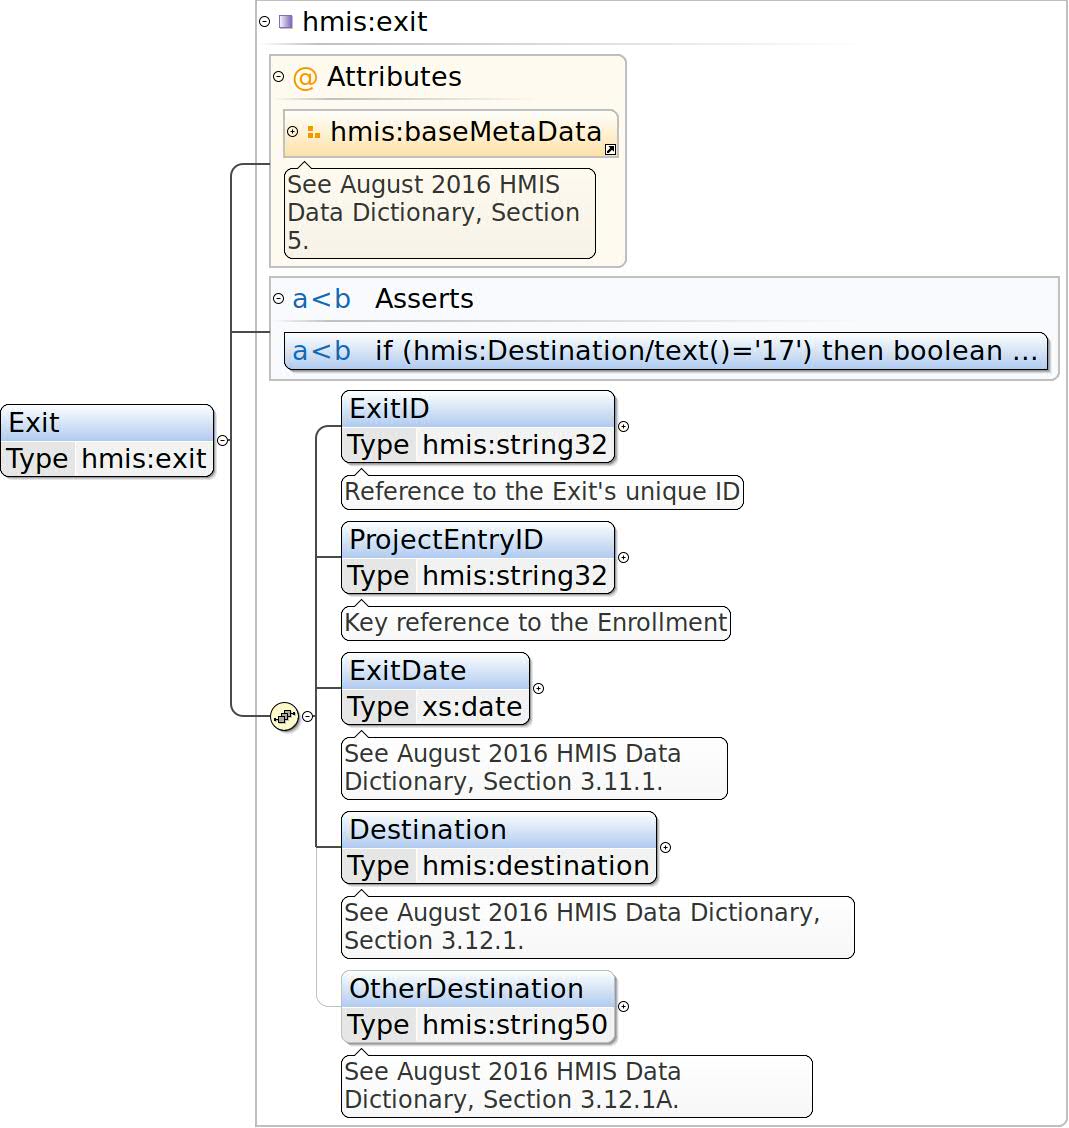 hmis:exit
@ Attributes
hmis:baseMetaData
See August 2016 HMIS
Data Dictionary, Section
5.
a<b Asserts
a<b if (hmis:Destination/text()='17') then boolean ...
Exit
Type hmis:exit
ExitID
Type hmis:string32
Reference to the Exit's unique ID
ProjectEntryID
Type hmis:string32
Key reference to the Enrollment
ExitDate
Type xs:date
See August 2016 HMIS Data
Dictionary, Section 3.11.1.
Destination
Type hmis:destination
See August 2016 HMIS Data Dictionary,
Section 3.12.1.
OtherDestination
Type hmis:string50
See August 2016 HMIS Data
Dictionary, Section 3.12.1A.